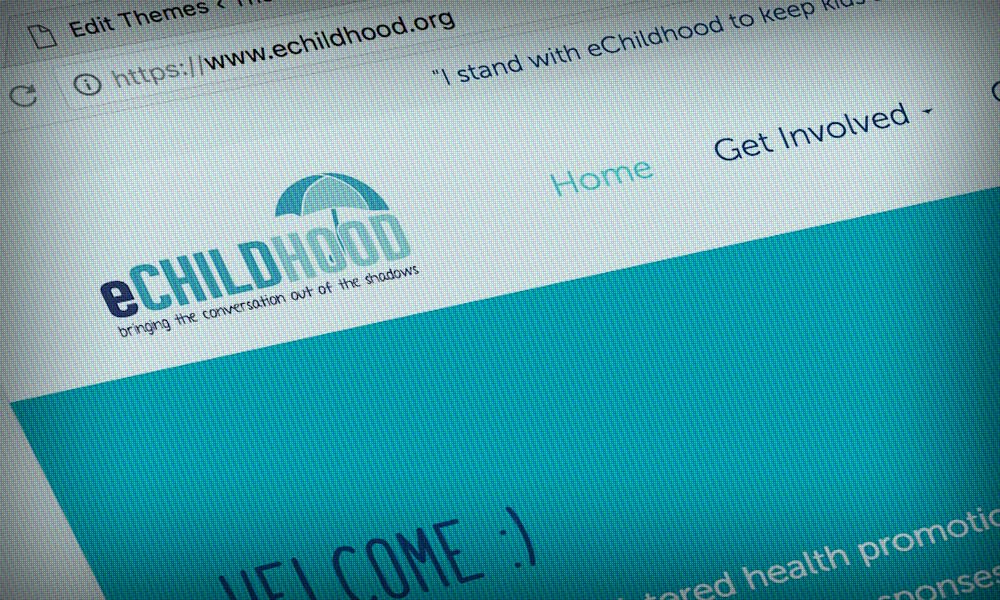 Edit Themes ‹
https://www.echildhood.org
"I stand with eChildhood to keep kids
Home
Get Involved
eCHILDHOOD
bringing the conversation out of the shadows
WELCOME :)
health